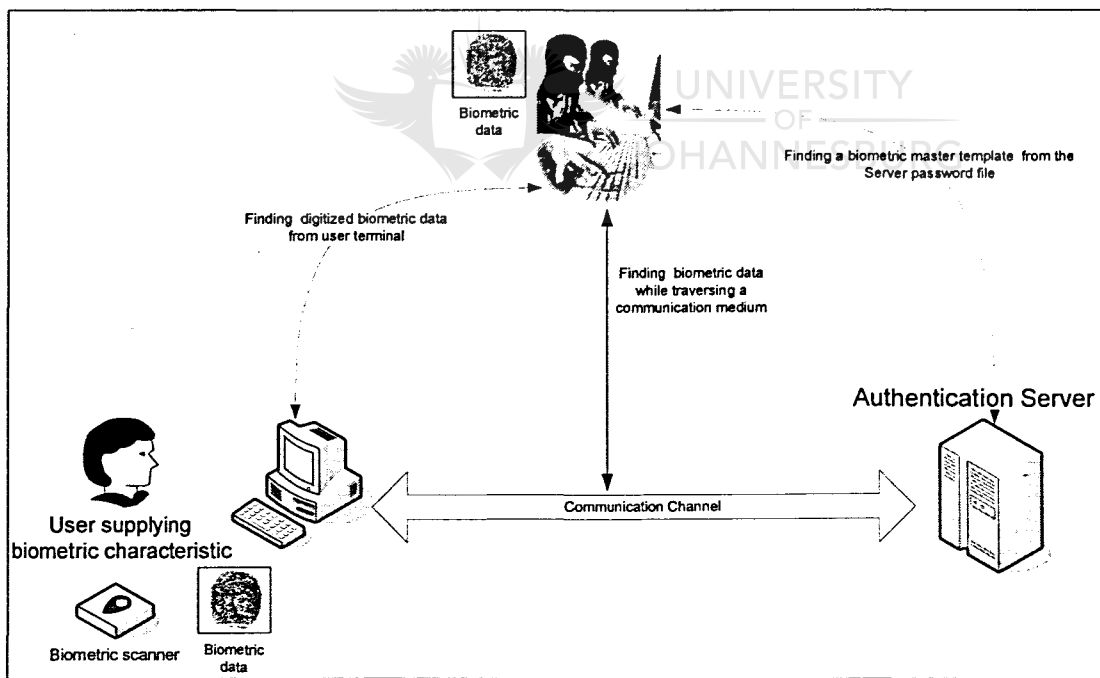 UNIVERSITY
OF
JOHANNESBURG
Biometric
data
Finding a biometric master template from the
Server password file
Finding digitized biometric data
from user terminal
Finding biometric data
while traversing a
communication medium
Authentication Server
Communication Channel
User supplying
biometric characteristic
Biometric scanner
Biometric
data